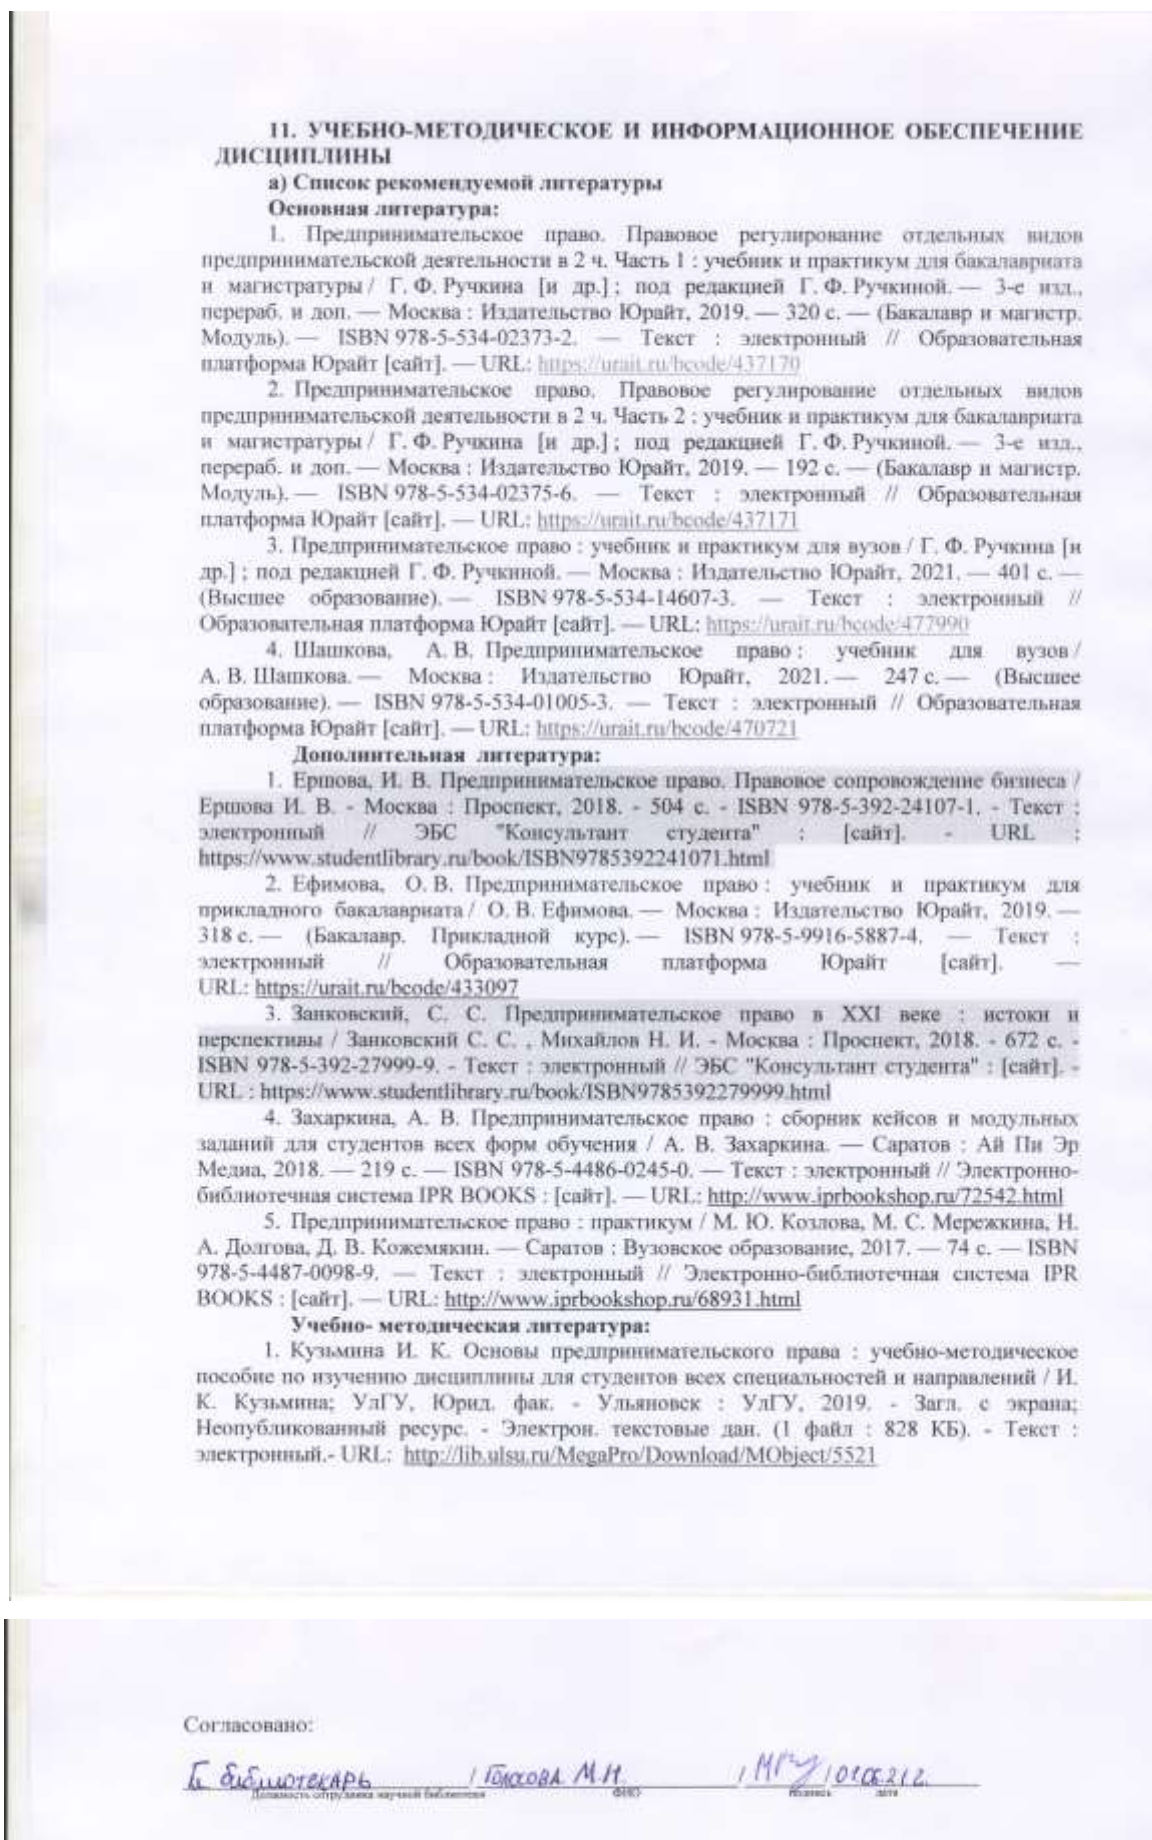 11. УЧЕБНО-МЕТОДИЧЕСКОЕ И ИНФОРМАЦИОННОЕ ОБЕСПЕЧЕНИЕ
ДИСЦИПЛИНЫ
а) Список рекомендуемой литературы
Основная литература:
1. Предпринимательское право. Правовое регулирование отдельных видов
предпринимательской деятельности в 2 ч. Часть 1 : учебник и практикум для бакалавриата
и магистратуры / Г. Ф. Ручкина [и др.] ; под редакцией Г. Ф. Ручкиной. — 3-е изд.,
перераб. и доп. — Москва : Издательство Юрайт, 2019. — 320 с. — (Бакалавр и магистр.
Модуль). — ISBN 978-5-534-02373-2. — Текст : электронный // Образовательная
платформа Юрайт [сайт]. — URL: https://urait.ru/bcode/437170
2. Предпринимательское право. Правовое регулирование отдельных видов
предпринимательской деятельности в 2 ч. Часть 2 : учебник и практикум для бакалавриата
и магистратуры / Г. Ф. Ручкина [и др.] ; под редакцией Г. Ф. Ручкиной. — 3-е изд.,
перераб. и доп. — Москва : Издательство Юрайт, 2019. — 192 с. — (Бакалавр и магистр.
Модуль). — ISBN 978-5-534-02375-6. — Текст : электронный // Образовательная
платформа Юрайт [сайт]. — URL: https://urait.ru/bcode/437171
3. Предпринимательское право : учебник и практикум для вузов / Г. Ф. Ручкина [и
др.] ; под редакцией Г. Ф. Ручкиной. — Москва : Издательство Юрайт, 2021. — 401 с. —
(Высшее образование). — ISBN 978-5-534-14607-3. — Текст : электронный //
Образовательная платформа Юрайт [сайт]. — URL: https://urait.ru/bcode/477990
4. Шашкова, А. В. Предпринимательское право : учебник для вузов /
А. В. Шашкова. — Москва : Издательство Юрайт, 2021. — 247 с. — (Высшее
образование). — ISBN 978-5-534-01005-3. — Текст : электронный // Образовательная
платформа Юрайт [сайт]. — URL: https://urait.ru/bcode/470721
Дополнительная литература:
1. Ершова, И. В. Предпринимательское право. Правовое сопровождение бизнеса /
Ершова И. В. - Москва : Проспект, 2018. - 504 с. - ISBN 978-5-392-24107-1. - Текст :
электронный // ЭБС "Консультант студента" : [сайт]. - URL :
https://www.studentlibrary.ru/book/ISBN9785392241071.html
2. Ефимова, О. В. Предпринимательское право : учебник и практикум для
прикладного бакалавриата / О. В. Ефимова. — Москва : Издательство Юрайт, 2019. —
318 с. — (Бакалавр. Прикладной курс). — ISBN 978-5-9916-5887-4. — Текст :
электронный // Образовательная платформа Юрайт [сайт]. —
URL: https://urait.ru/bcode/433097
3. Занковский, С. С. Предпринимательское право в XXI веке : истоки и
перспективы / Занковский С. С. , Михайлов Н. И. - Москва : Проспект, 2018. - 672 с. -
ISBN 978-5-392-27999-9. - Текст : электронный // ЭБС "Консультант студента" : [сайт]. -
URL : https://www.studentlibrary.ru/book/ISBN9785392279999.html
4. Захаркина, А. В. Предпринимательское право : сборник кейсов и модульных
заданий для студентов всех форм обучения / А. В. Захаркина. — Саратов : Ай Пи Эр
Медиа, 2018. — 219 с. — ISBN 978-5-4486-0245-0. — Текст : электронный // Электронно-
библиотечная система IPR BOOKS : [сайт]. — URL: http://www.iprbookshop.ru/72542.html
5. Предпринимательское право : практикум / М. Ю. Козлова, М. С. Мережкина, Н.
А. Долгова, Д. В. Кожемякин. — Саратов : Вузовское образование, 2017. — 74 с. — ISBN
978-5-4487-0098-9. — Текст : электронный // Электронно-библиотечная система IPR
BOOKS : [сайт]. — URL: http://www.iprbookshop.ru/68931.html
Учебно- методическая литература:
1. Кузьмина И. К. Основы предпринимательского права : учебно-методическое
пособие по изучению дисциплины для студентов всех специальностей и направлений / И.
К. Кузьмина; УлГУ, Юрид. фак. - Ульяновск : УлГУ, 2019. - Загл. с экрана;
Неопубликованный ресурс. - Электрон. текстовые дан. (1 файл : 828 КБ). - Текст :
электронный.- URL: http://lib.ulsu.ru/MegaPro/Download/MObject/5521
Согласовано:
библиотекарь / М.Н. / /
Должность сотрудника научной библиотеки ФИО подпись дата